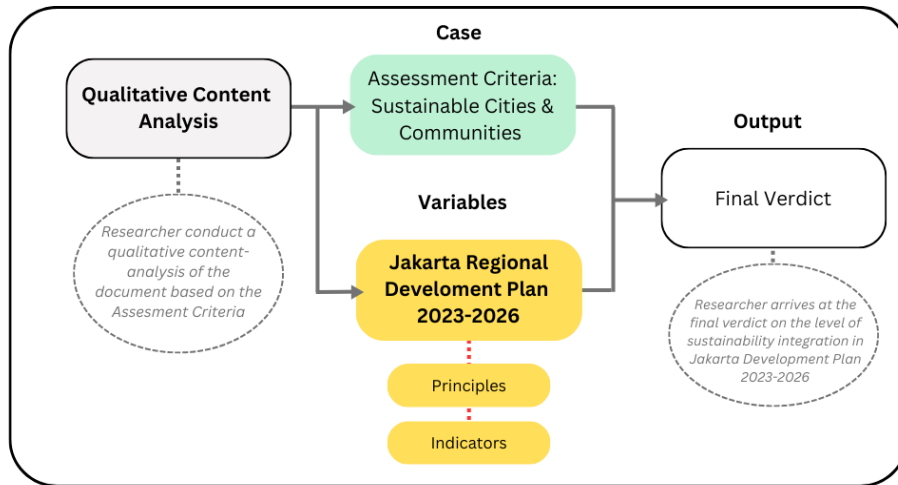 Case
Qualitative Content
Analysis
Assessment Criteria:
Sustainable Cities &
Communities
Output
Final Verdict
Researcher conduct a
qualitative content-
analysis of the
document based on the
Assesment Criteria
Variables
Jakarta Regional
Develoment Plan
2023-2026
Principles
Indicators
Researcher arrives at the
final verdict on the level of
sustainability integration in
Jakarta Development Plan
2023-2026